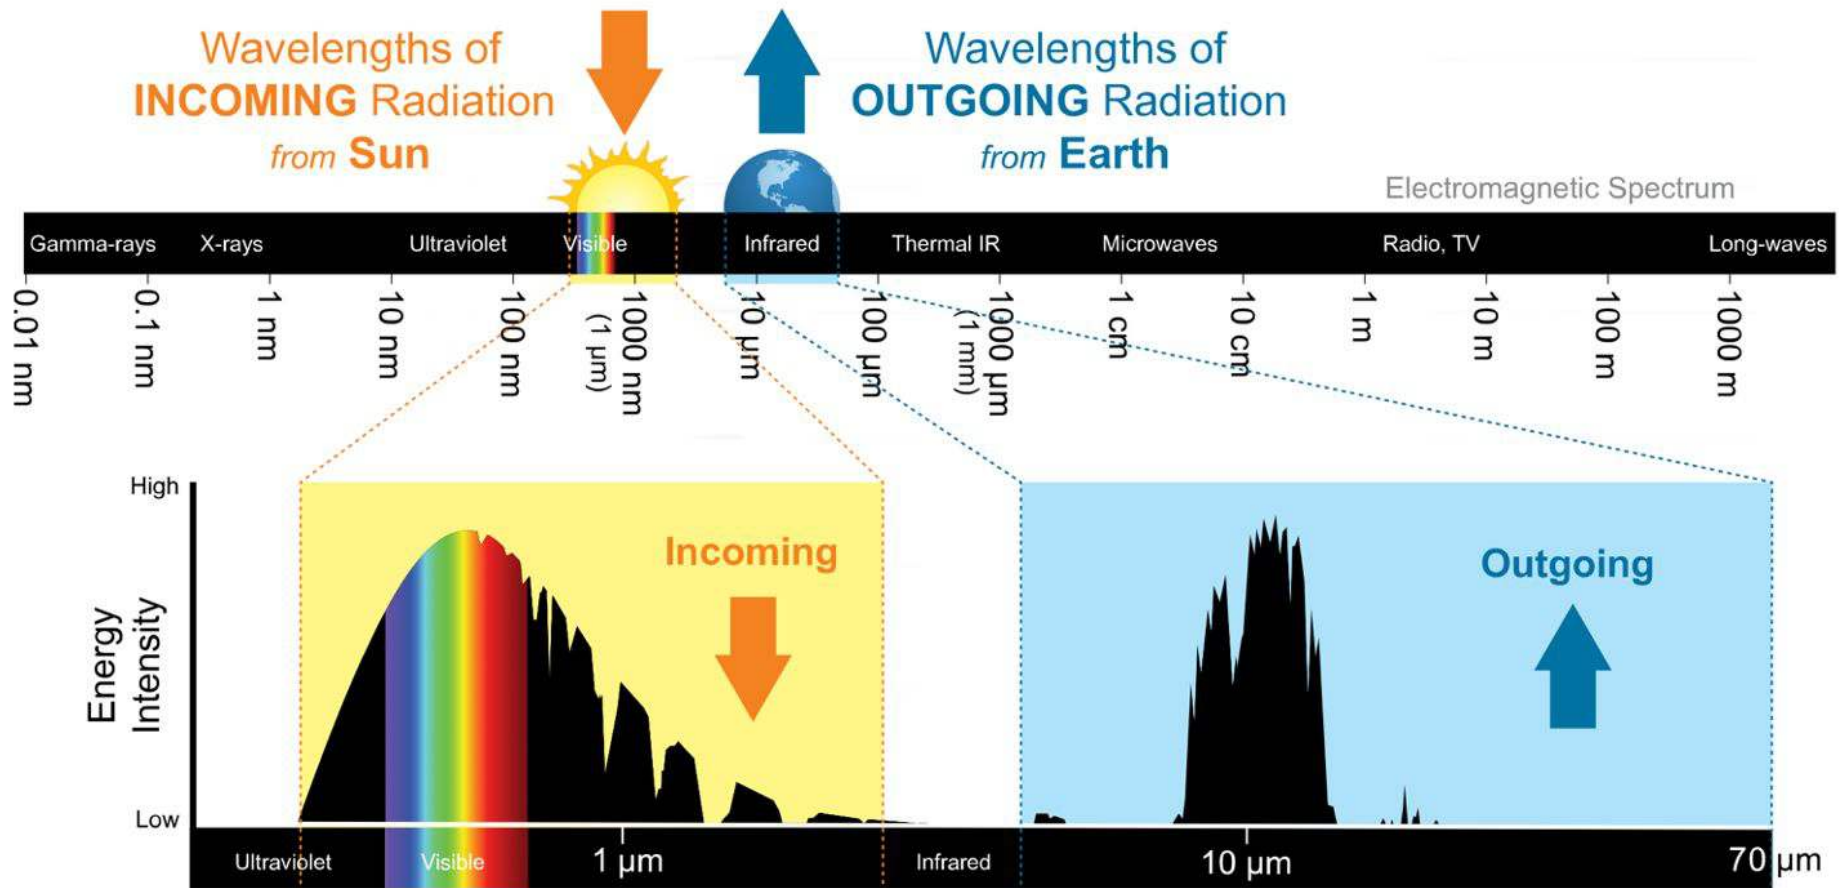 Wavelengths of
INCOMING Radiation
from Sun
Wavelengths of
OUTGOING Radiation
from Earth
Electromagnetic Spectrum
Gamma-rays
X-rays
Ultraviolet
Visible
Infrared
Thermal IR
Microwaves
Radio, TV
Long-waves
0.01 nm
0.1 nm
1 nm
10 nm
100 nm
1000 nm
(1 µm)
10 µm
100 µm
1000 µm
(1 mm)
1 cm
10 cm
1 m
10 m
100 m
1000 m
High
Energy
Intensity
Low
Incoming
Outgoing
Ultraviolet
Visible
1 µm
Infrared
10 µm
70 µm